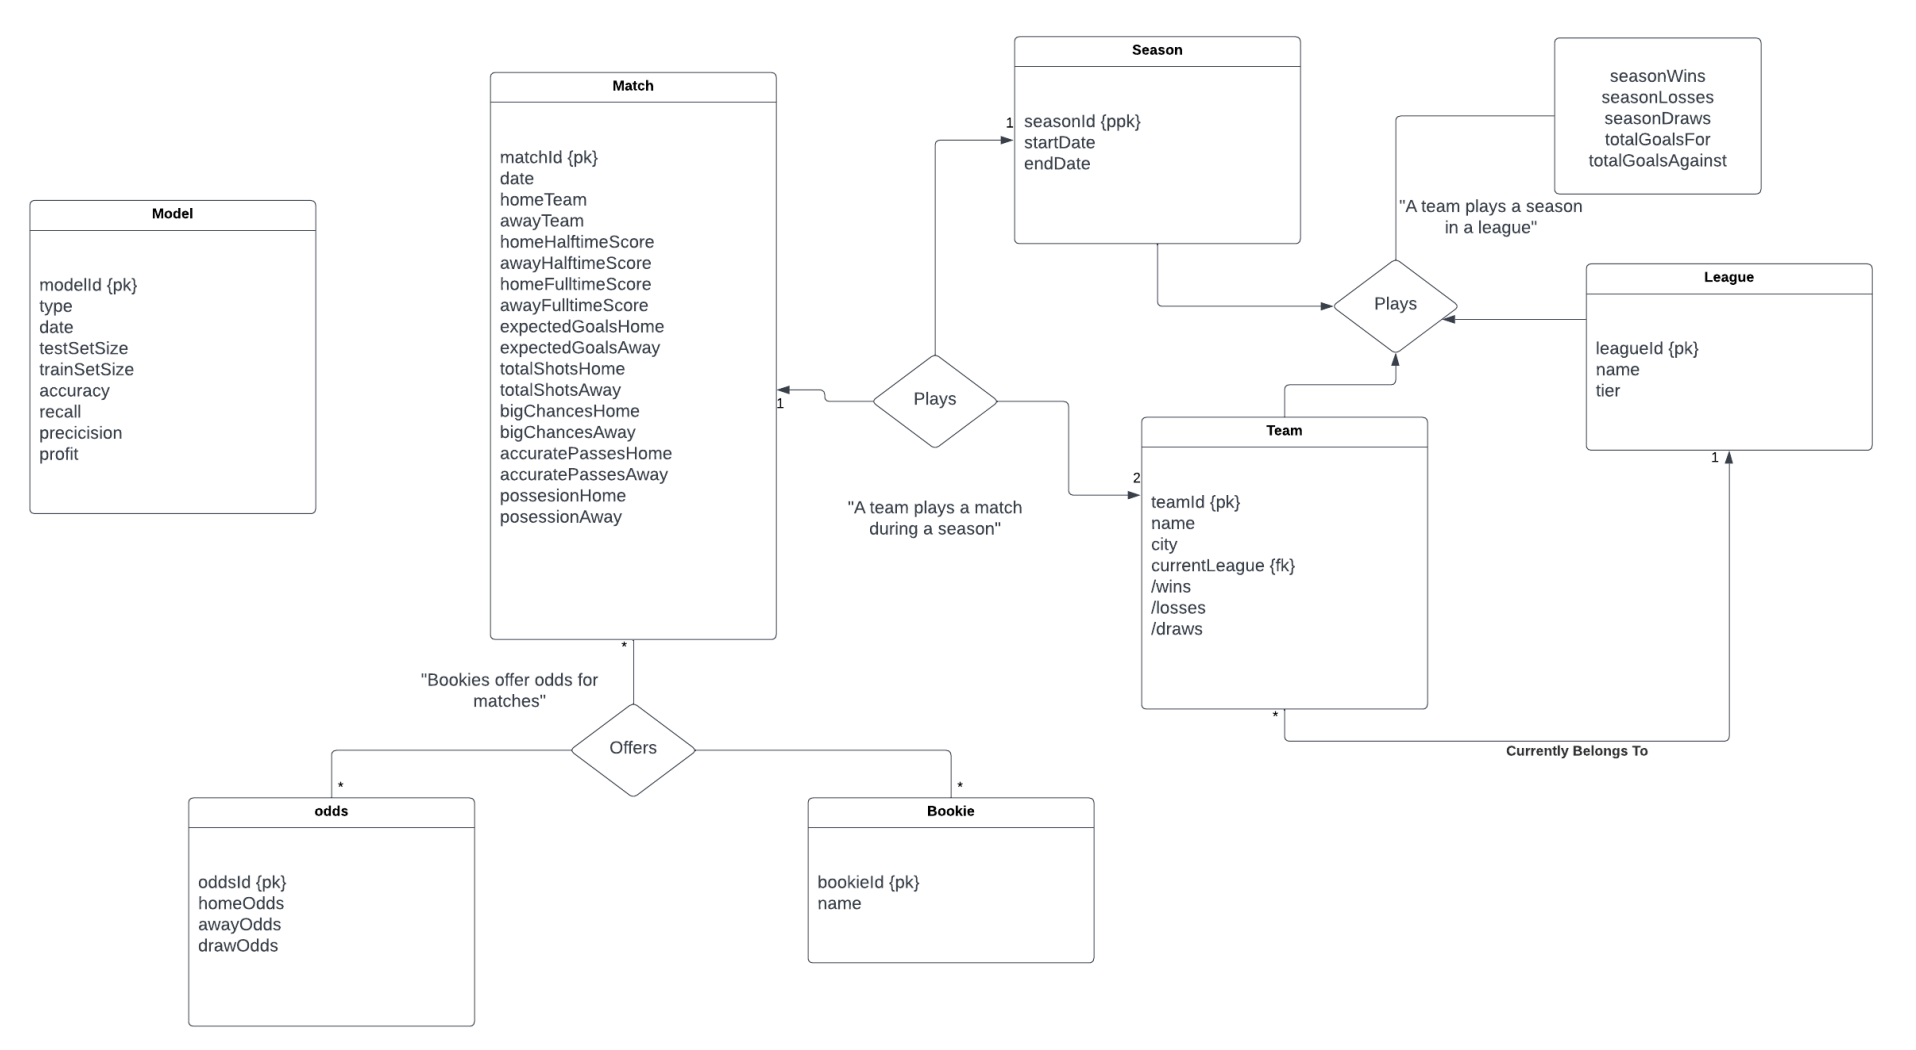 Season
1
seasonId {ppk}
startDate
endDate
seasonWins
seasonLosses
seasonDraws
totalGoalsFor
totalGoalsAgainst
Match
matchId {pk}
date
homeTeam
awayTeam
homeHalftimeScore
awayHalftimeScore
homeFulltimeScore
awayFulltimeScore
expectedGoalsHome
expectedGoalsAway
totalShotsHome
totalShotsAway
bigChancesHome
bigChancesAway
accuratePassesHome
accuratePassesAway
possesionHome
posessionAway
1
*
Model
modelId {pk}
type
date
testSetSize
trainSetSize
accuracy
recall
precicision
profit
"A team plays a season
in a league"
Plays
League
leagueId {pk}
name
tier
1
Plays
"A team plays a match
during a season"
2
Team
teamId {pk}
name
city
currentLeague {fk}
/wins
/losses
/draws
*
Currently Belongs To
"Bookies offer odds for
matches"
Offers
*
*
odds
oddsId {pk}
homeOdds
awayOdds
drawOdds
Bookie
bookieId {pk}
name